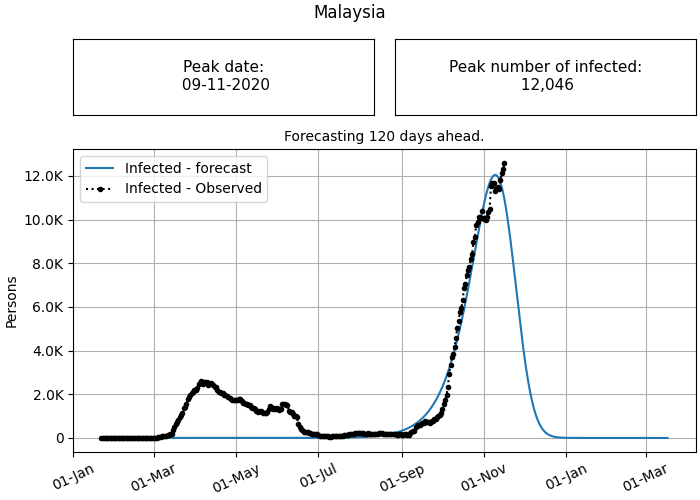 Malaysia
Peak date:
09-11-2020
Peak number of infected:
12,046
Forecasting 120 days ahead.
Infected - forecast
Infected - Observed
12.0K
10.0K
8.0K
6.0K
4.0K
2.0K
0
Persons
01-Jan
01-Mar
01-May
01-Jul
01-Sep
01-Nov
01-Jan
01-Mar